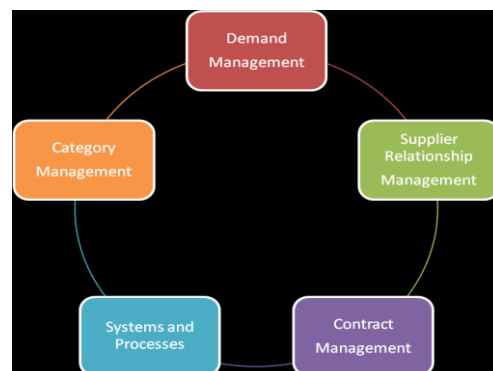 Demand
Management
Supplier
Relationship
Management
Contract
Management
Systems and
Processes
Category
Management